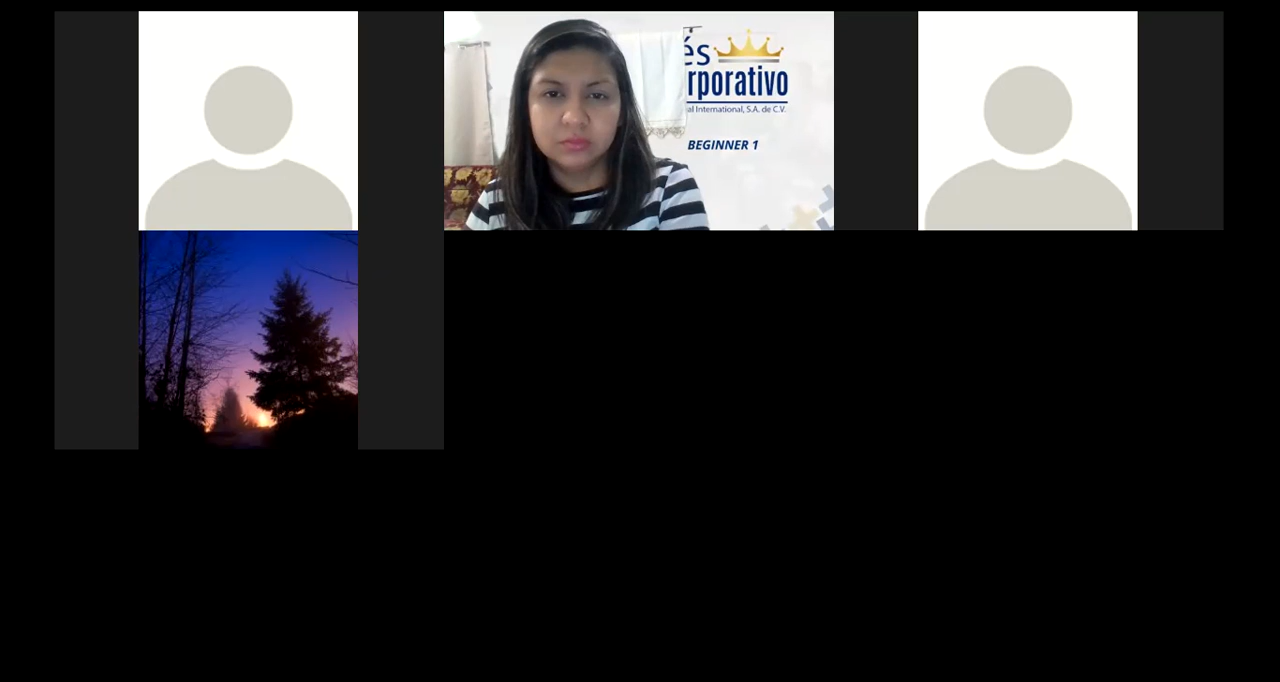 és
rporativo
al International, S.A. de C.V.
BEGINNER 1